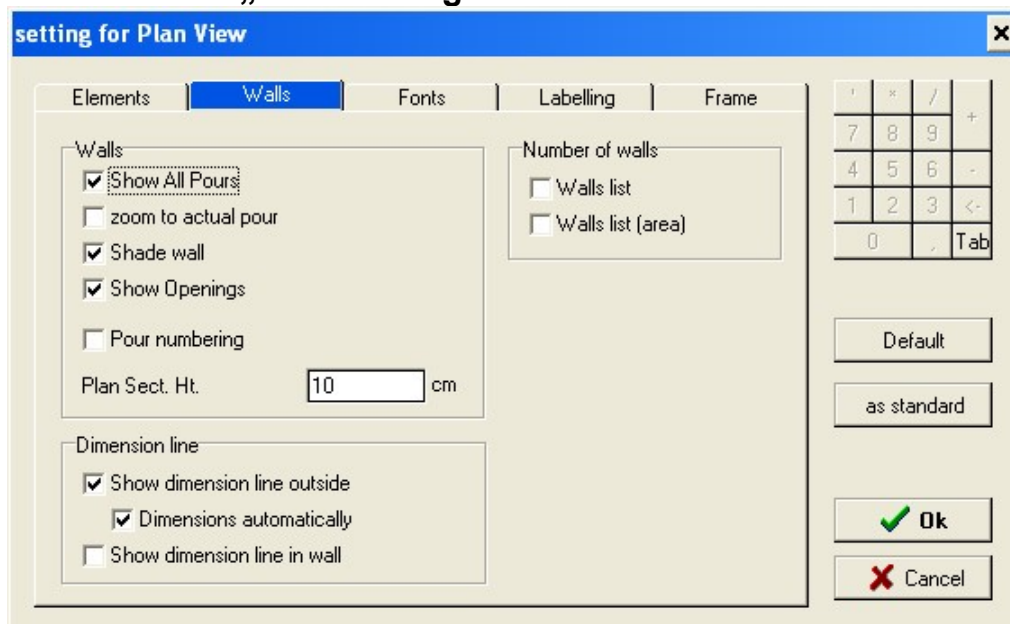 setting for Plan View
Elements Walls Fonts Labelling Frame
Walls
Show All Pours
zoom to actual pour
Shade wall
Show Openings
Pour numbering
Plan Sect. Ht. 10 cm
Dimension line
Show dimension line outside
Dimensions automatically
Show dimension line in wall
Number of walls
Walls list
Walls list (area)
' * / +
7 8 9
4 5 6 -
1 2 3 <-
0 , Tab
Default
as standard
Ok
Cancel